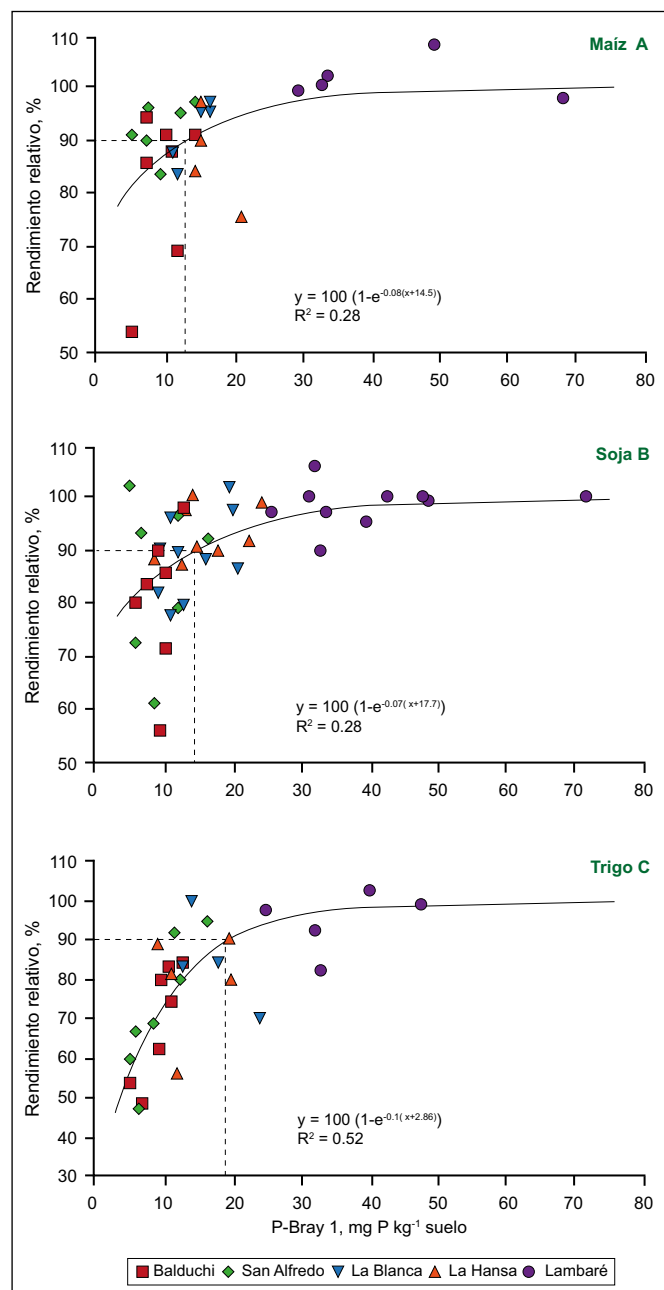 110
Maíz A
100
90
80
70
60
50
Rendimiento relativo, %
y = 100 (1-e^-0.08(x+14.5))
R² = 0.28
0 10 20 30 40 50 60 70 80
110
Soja B
100
90
80
70
60
50
Rendimiento relativo, %
y = 100 (1-e^-0.07( x+17.7))
R² = 0.28
0 10 20 30 40 50 60 70 80
110
Trigo C
100
90
80
70
60
50
40
30
Rendimiento relativo, %
y = 100 (1-e^-0.1( x+2.86))
R² = 0.52
0 10 20 30 40 50 60 70 80
P-Bray 1, mg P kg⁻¹ suelo
Balduchi San Alfredo La Blanca La Hansa Lambaré